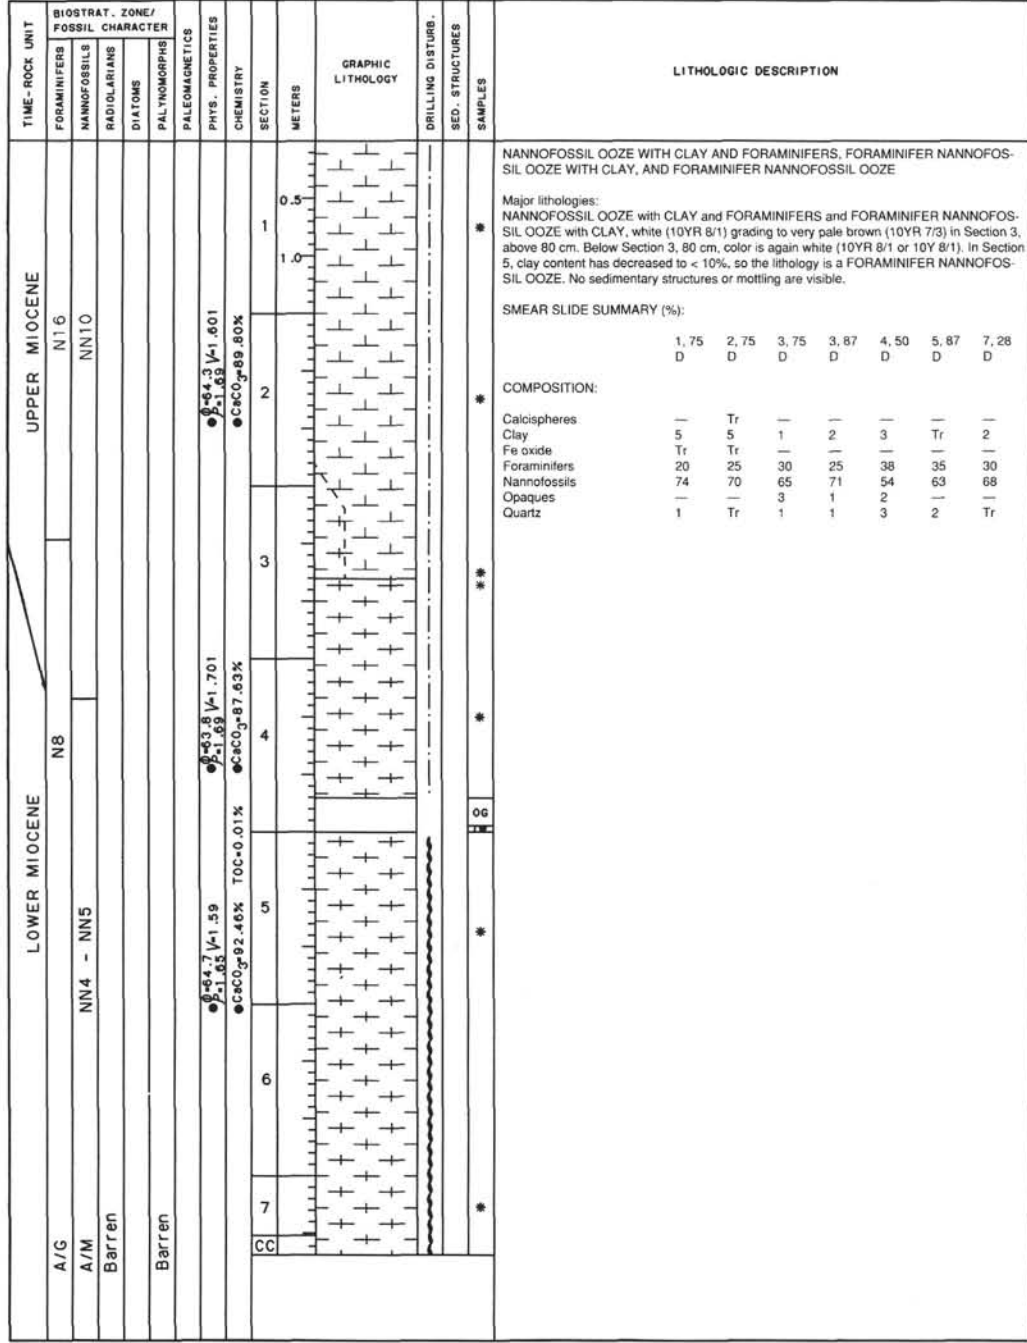 TIME-ROCK UNIT
BIOSTRAT. ZONE/
FOSSIL CHARACTER
FORAMINIFERS
NANNOFOSSILS
RADIOLARIANS
DIATOMS
PALYNOMORPHS
PALEOMAGNETICS
PHYS. PROPERTIES
CHEMISTRY
SECTION
METERS
GRAPHIC
LITHOLOGY
DRILLING DISTURB.
SED. STRUCTURES
SAMPLES
LITHOLOGIC DESCRIPTION
UPPER MIOCENE
LOWER MIOCENE
N16
N8
A/G
NN10
NN4 - NN5
A/M
Barren
Barren
●Ø=64.3 V=1.601
ρ=1.69
●Ø=63.8 V=1.701
ρ=1.69
●Ø=64.7 V=1.59
ρ=1.65
●CaCO3=89.80%
●CaCO3=87.63%
●CaCO3=92.46% TOC=0.01%
1
2
3
4
5
6
7
CC
0.5
1.0
*
*
*
*
*
OG
*
*
NANNOFOSSIL OOZE WITH CLAY AND FORAMINIFERS, FORAMINIFER NANNOFOS-
SIL OOZE WITH CLAY, AND FORAMINIFER NANNOFOSSIL OOZE
Major lithologies:
NANNOFOSSIL OOZE with CLAY and FORAMINIFERS and FORAMINIFER NANNOFOS-
SIL OOZE with CLAY, white (10YR 8/1) grading to very pale brown (10YR 7/3) in Section 3,
above 80 cm. Below Section 3, 80 cm, color is again white (10YR 8/1 or 10Y 8/1). In Section
5, clay content has decreased to < 10%, so the lithology is a FORAMINIFER NANNOFOS-
SIL OOZE. No sedimentary structures or mottling are visible.
SMEAR SLIDE SUMMARY (%):
1, 75 2, 75 3, 75 3, 87 4, 50 5, 87 7, 28
D D D D D D D
COMPOSITION:
Calcispheres — Tr — — — — —
Clay 5 5 1 2 3 Tr 2
Fe oxide Tr Tr — — — — —
Foraminifers 20 25 30 25 38 35 30
Nannofossils 74 70 65 71 54 63 68
Opaques — — 3 1 2 — —
Quartz 1 Tr 1 1 3 2 Tr